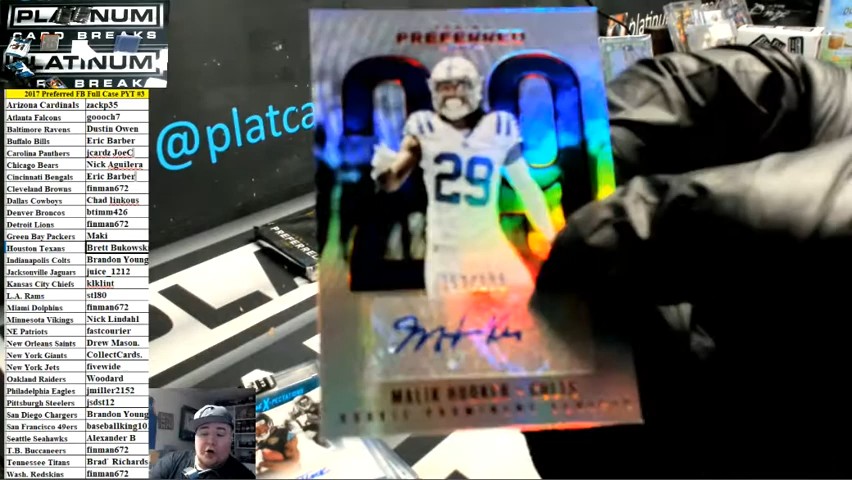 PLATINUM
CARD BREAKS
PLATINUM
CARD BREAK
2017 Preferred FB Full Case PYT #3
Arizona Cardinals zackp35
Atlanta Falcons goooch7
Baltimore Ravens Dustin Owen
Buffalo Bills Eric Barber
Carolina Panthers jcardz JoeC
Chicago Bears Nick Aguilera
Cincinnati Bengals Eric Barber
Cleveland Browns finman672
Dallas Cowboys Chad linkous
Denver Broncos btimm426
Detroit Lions finman672
Green Bay Packers Maki
Houston Texans Brett Bukowsk
Indianapolis Colts Brandon Young
Jacksonville Jaguars juice_1212
Kansas City Chiefs klklint
L.A. Rams stl80
Miami Dolphins finman672
Minnesota Vikings Nick Lindahl
NE Patriots fastcourier
New Orleans Saints Drew Mason.
New York Giants CollectCards.
New York Jets fivewide
Oakland Raiders Woodard
Philadelphia Eagles jmiller2152
Pittsburgh Steelers jsdst12
San Diego Chargers Brandon Young
San Francisco 49ers baseballking10
Seattle Seahawks Alexander B
T.B. Buccaneers finman672
Tennessee Titans Brad Richards
Wash. Redskins finman672
@platca
PREFERRED
29
29
MALIK HOOKER - COLTS